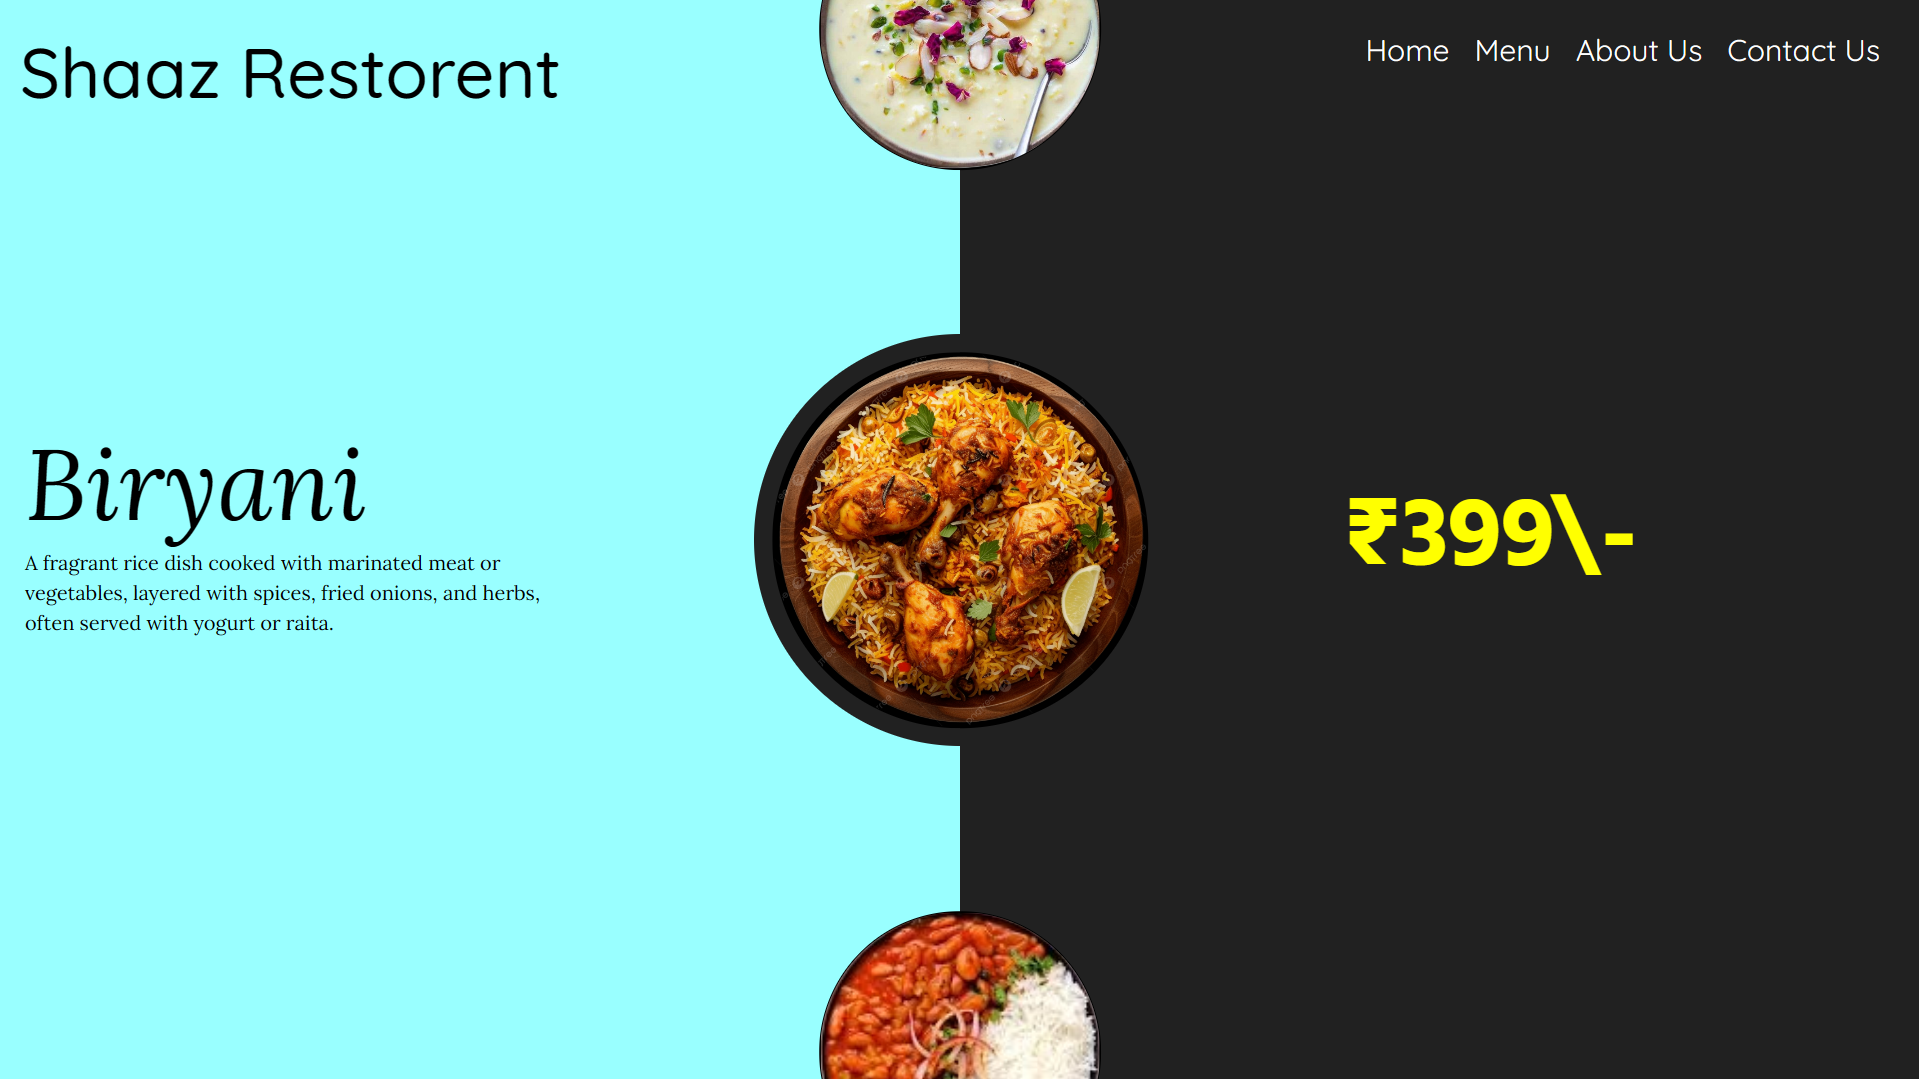 Shaaz Restorent
Home Menu About Us Contact Us
Biryani
A fragrant rice dish cooked with marinated meat or
vegetables, layered with spices, fried onions, and herbs,
often served with yogurt or raita.
₹399\-